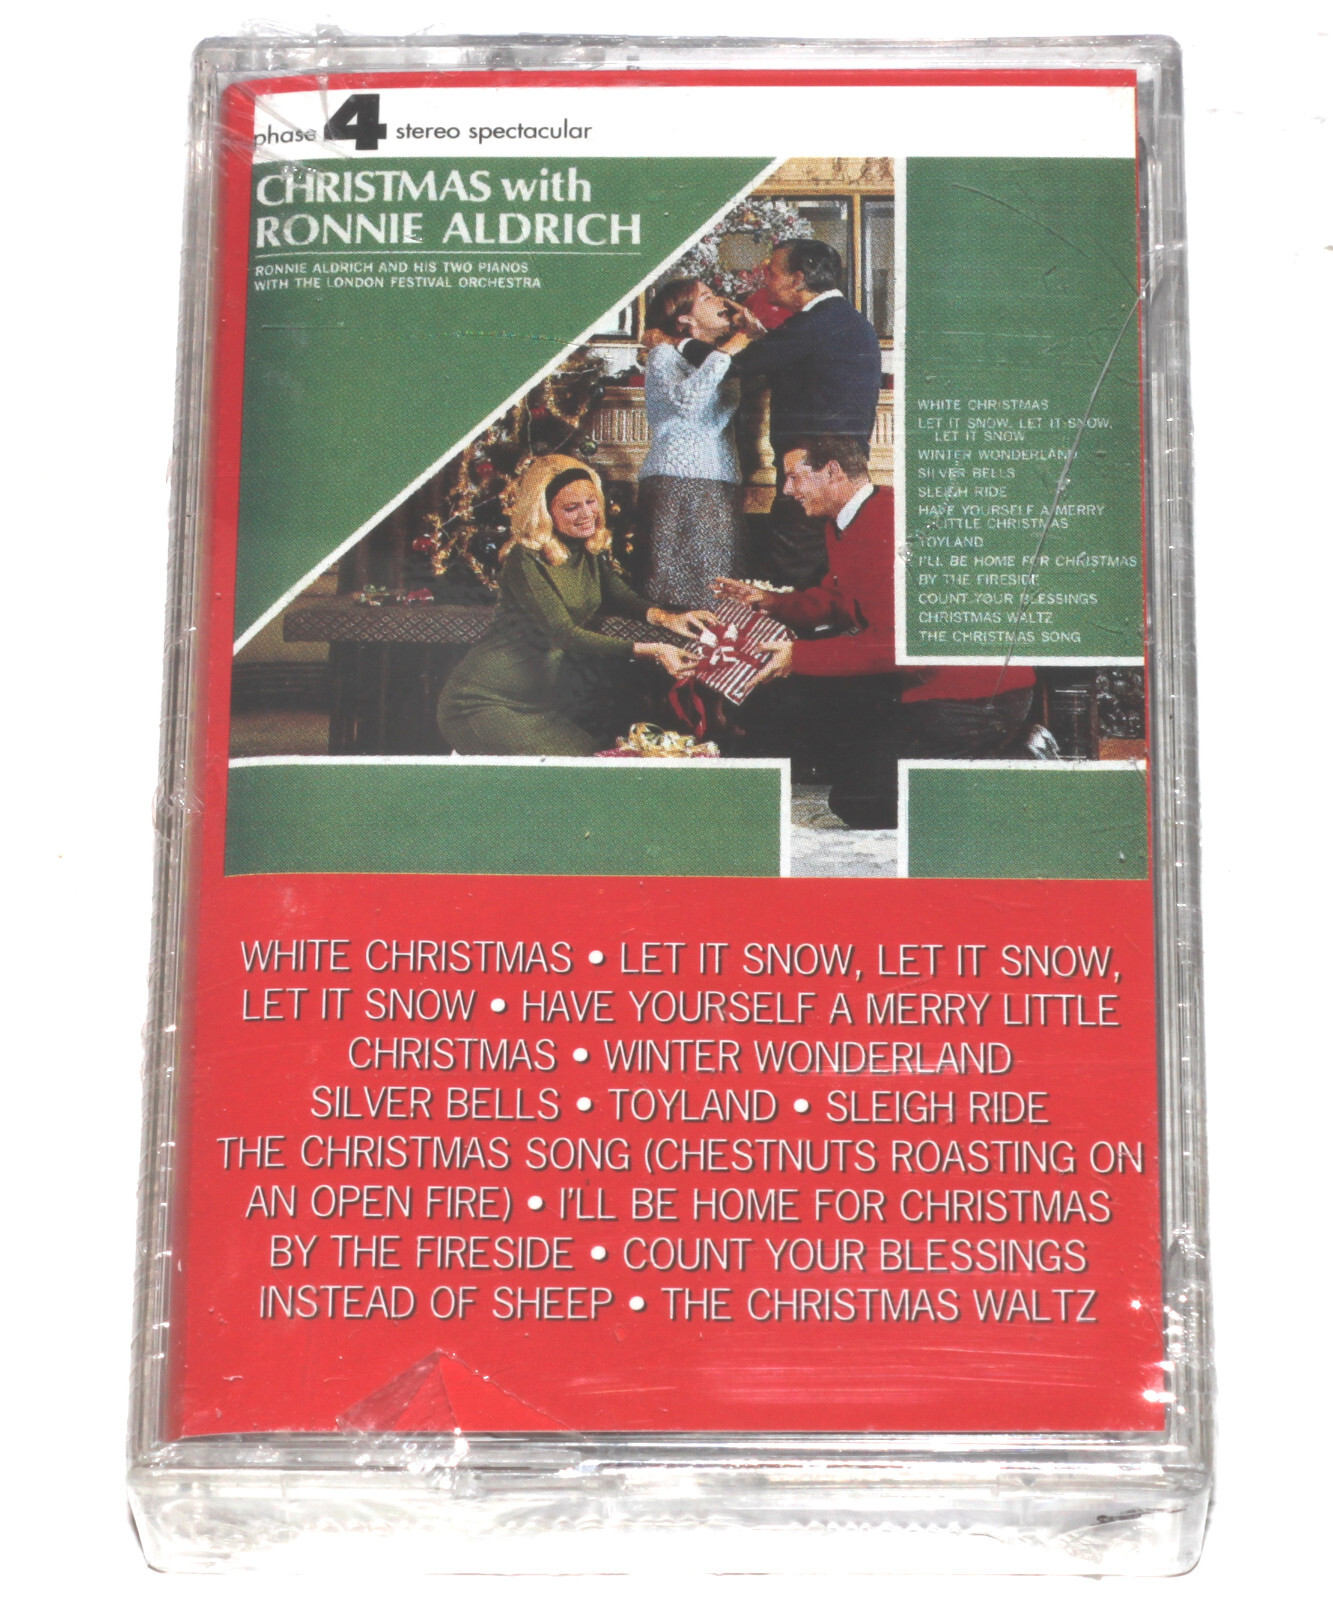 phase 4 stereo spectacular
CHRISTMAS with
RONNIE ALDRICH
RONNIE ALDRICH AND HIS TWO PIANOS
WITH THE LONDON FESTIVAL ORCHESTRA
WHITE CHRISTMAS
LET IT SNOW, LET IT SNOW,
LET IT SNOW
WINTER WONDERLAND
SILVER BELLS
SLEIGH RIDE
HAVE YOURSELF A MERRY
LITTLE CHRISTMAS
TOYLAND
I'LL BE HOME FOR CHRISTMAS
BY THE FIRESIDE
COUNT YOUR BLESSINGS
CHRISTMAS WALTZ
THE CHRISTMAS SONG
WHITE CHRISTMAS • LET IT SNOW, LET IT SNOW,
LET IT SNOW • HAVE YOURSELF A MERRY LITTLE
CHRISTMAS • WINTER WONDERLAND
SILVER BELLS • TOYLAND • SLEIGH RIDE
THE CHRISTMAS SONG (CHESTNUTS ROASTING ON
AN OPEN FIRE) • I'LL BE HOME FOR CHRISTMAS
BY THE FIRESIDE • COUNT YOUR BLESSINGS
INSTEAD OF SHEEP • THE CHRISTMAS WALTZ